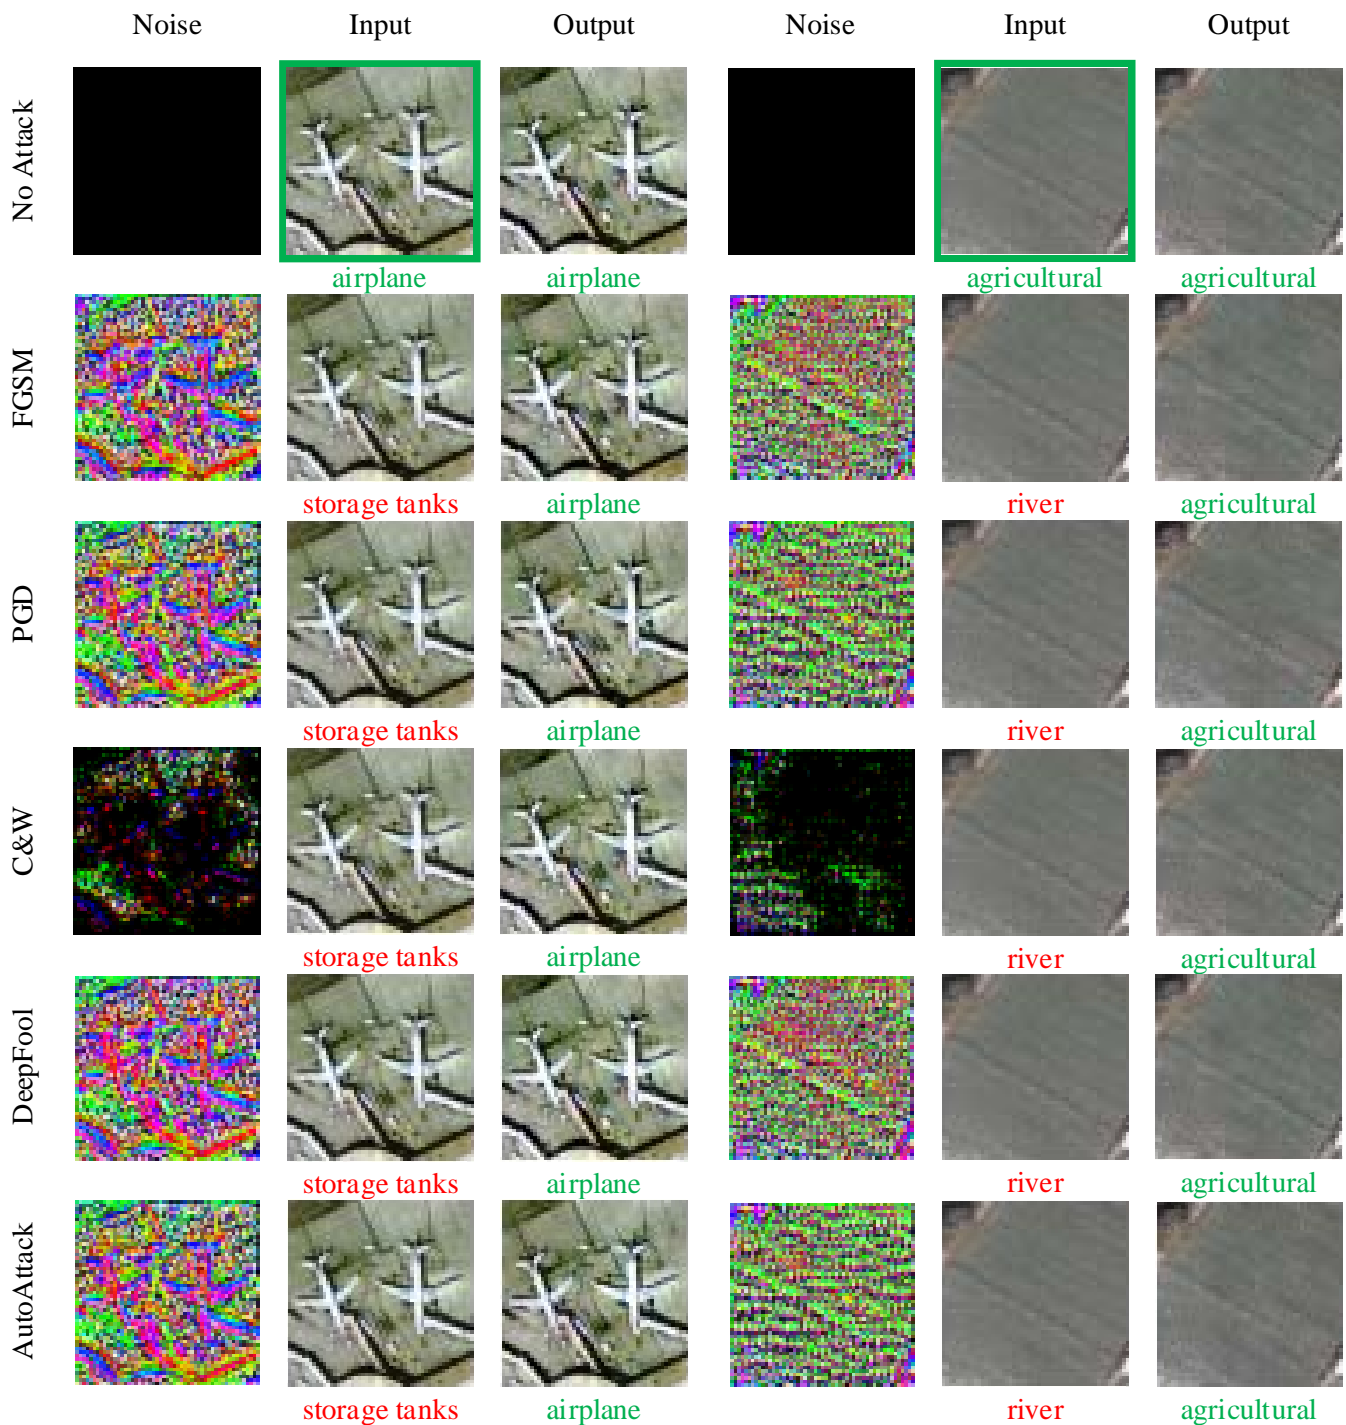 Noise Input Output Noise Input Output
No Attack
airplane airplane agricultural agricultural
FGSM
storage tanks airplane river agricultural
PGD
storage tanks airplane river agricultural
C&W
storage tanks airplane river agricultural
DeepFool
storage tanks airplane river agricultural
AutoAttack
storage tanks airplane river agricultural